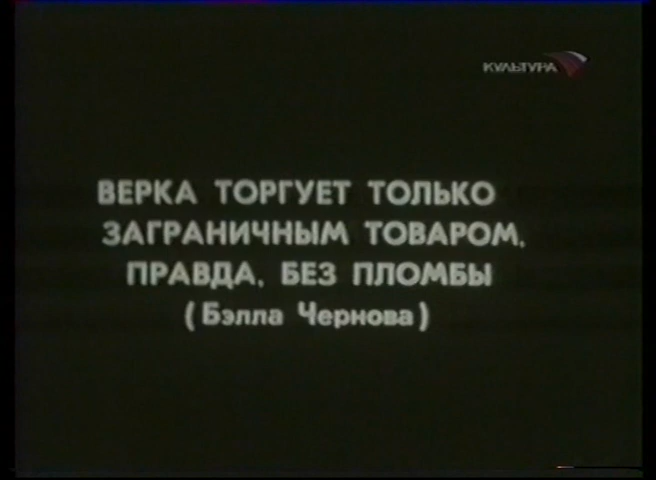 КУЛЬТУРА
ВЕРКА ТОРГУЕТ ТОЛЬКО
ЗАГРАНИЧНЫМ ТОВАРОМ,
ПРАВДА, БЕЗ ПЛОМБЫ
(Бэлла Чернова)